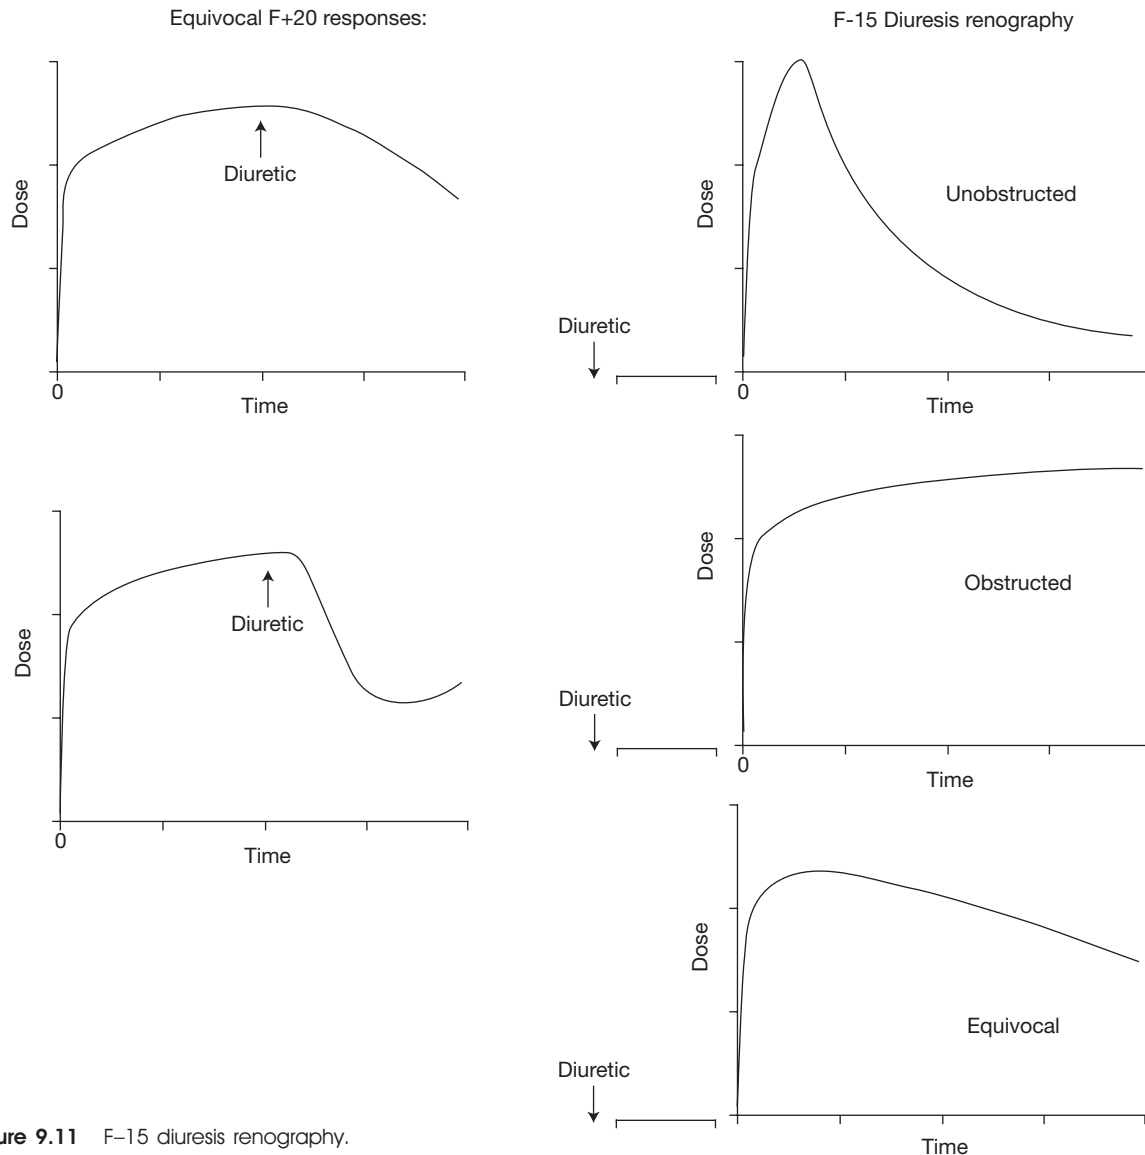 Equivocal F+20 responses:
Dose
Diuretic
0
Time
Dose
Diuretic
0
Time
F-15 Diuresis renography
Dose
Unobstructed
Diuretic
0
Time
Dose
Obstructed
Diuretic
0
Time
Dose
Equivocal
Diuretic
Time
ure 9.11 F–15 diuresis renography.